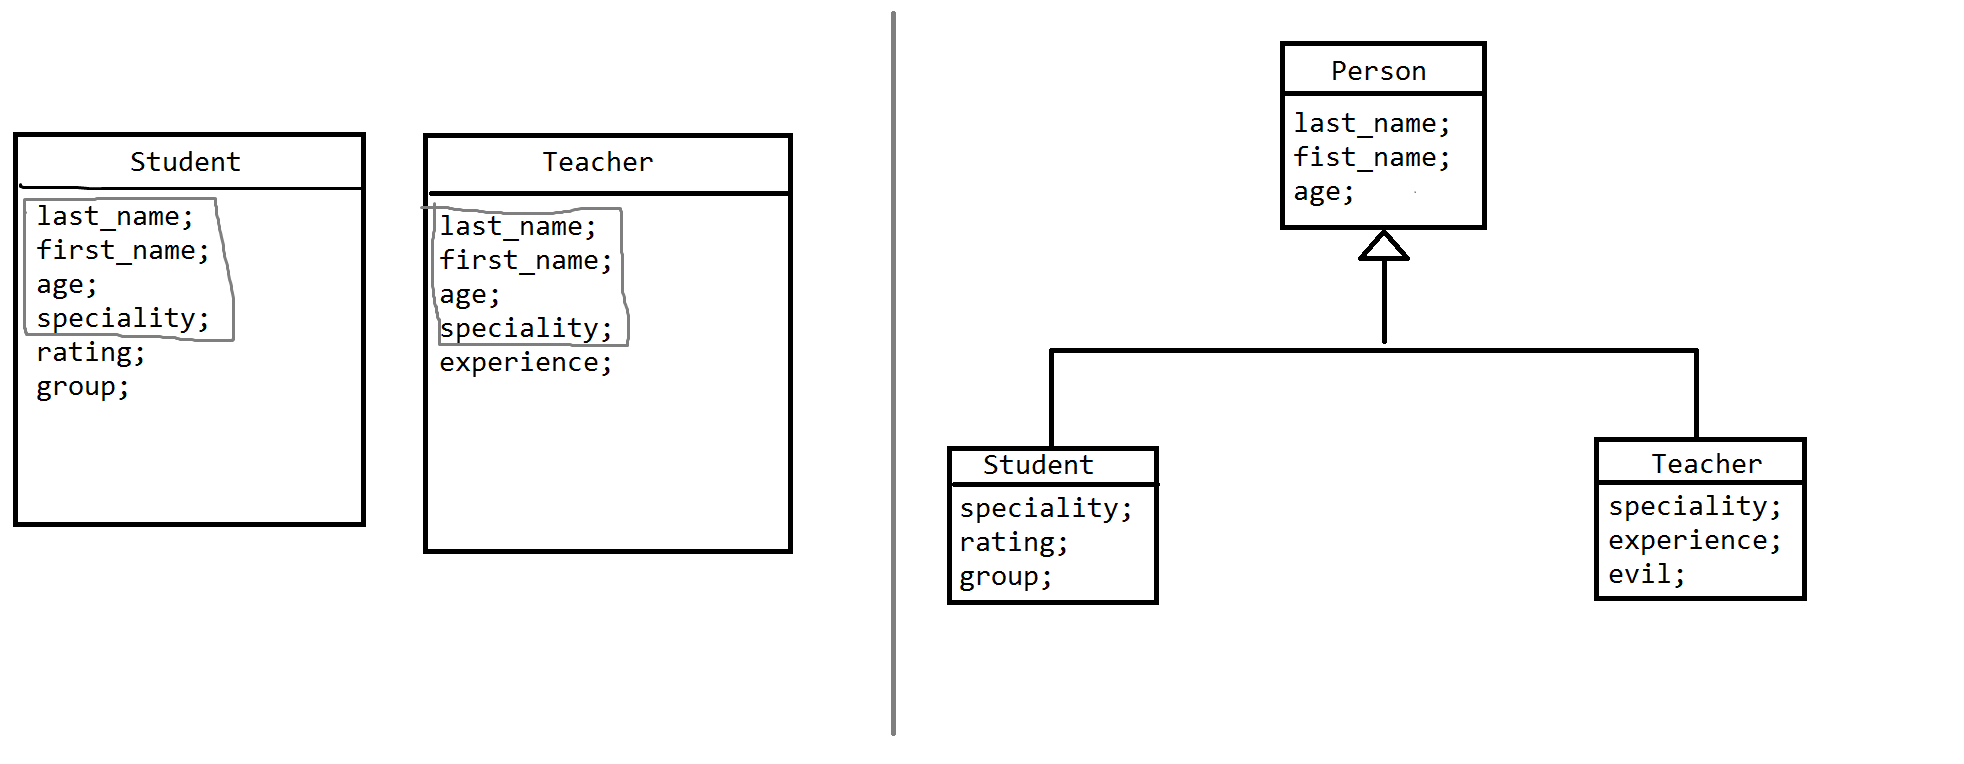 Student
last_name;
first_name;
age;
speciality;
rating;
group;
Teacher
last_name;
first_name;
age;
speciality;
experience;
Person
last_name;
fist_name;
age;
Student
speciality;
rating;
group;
Teacher
speciality;
experience;
evil;